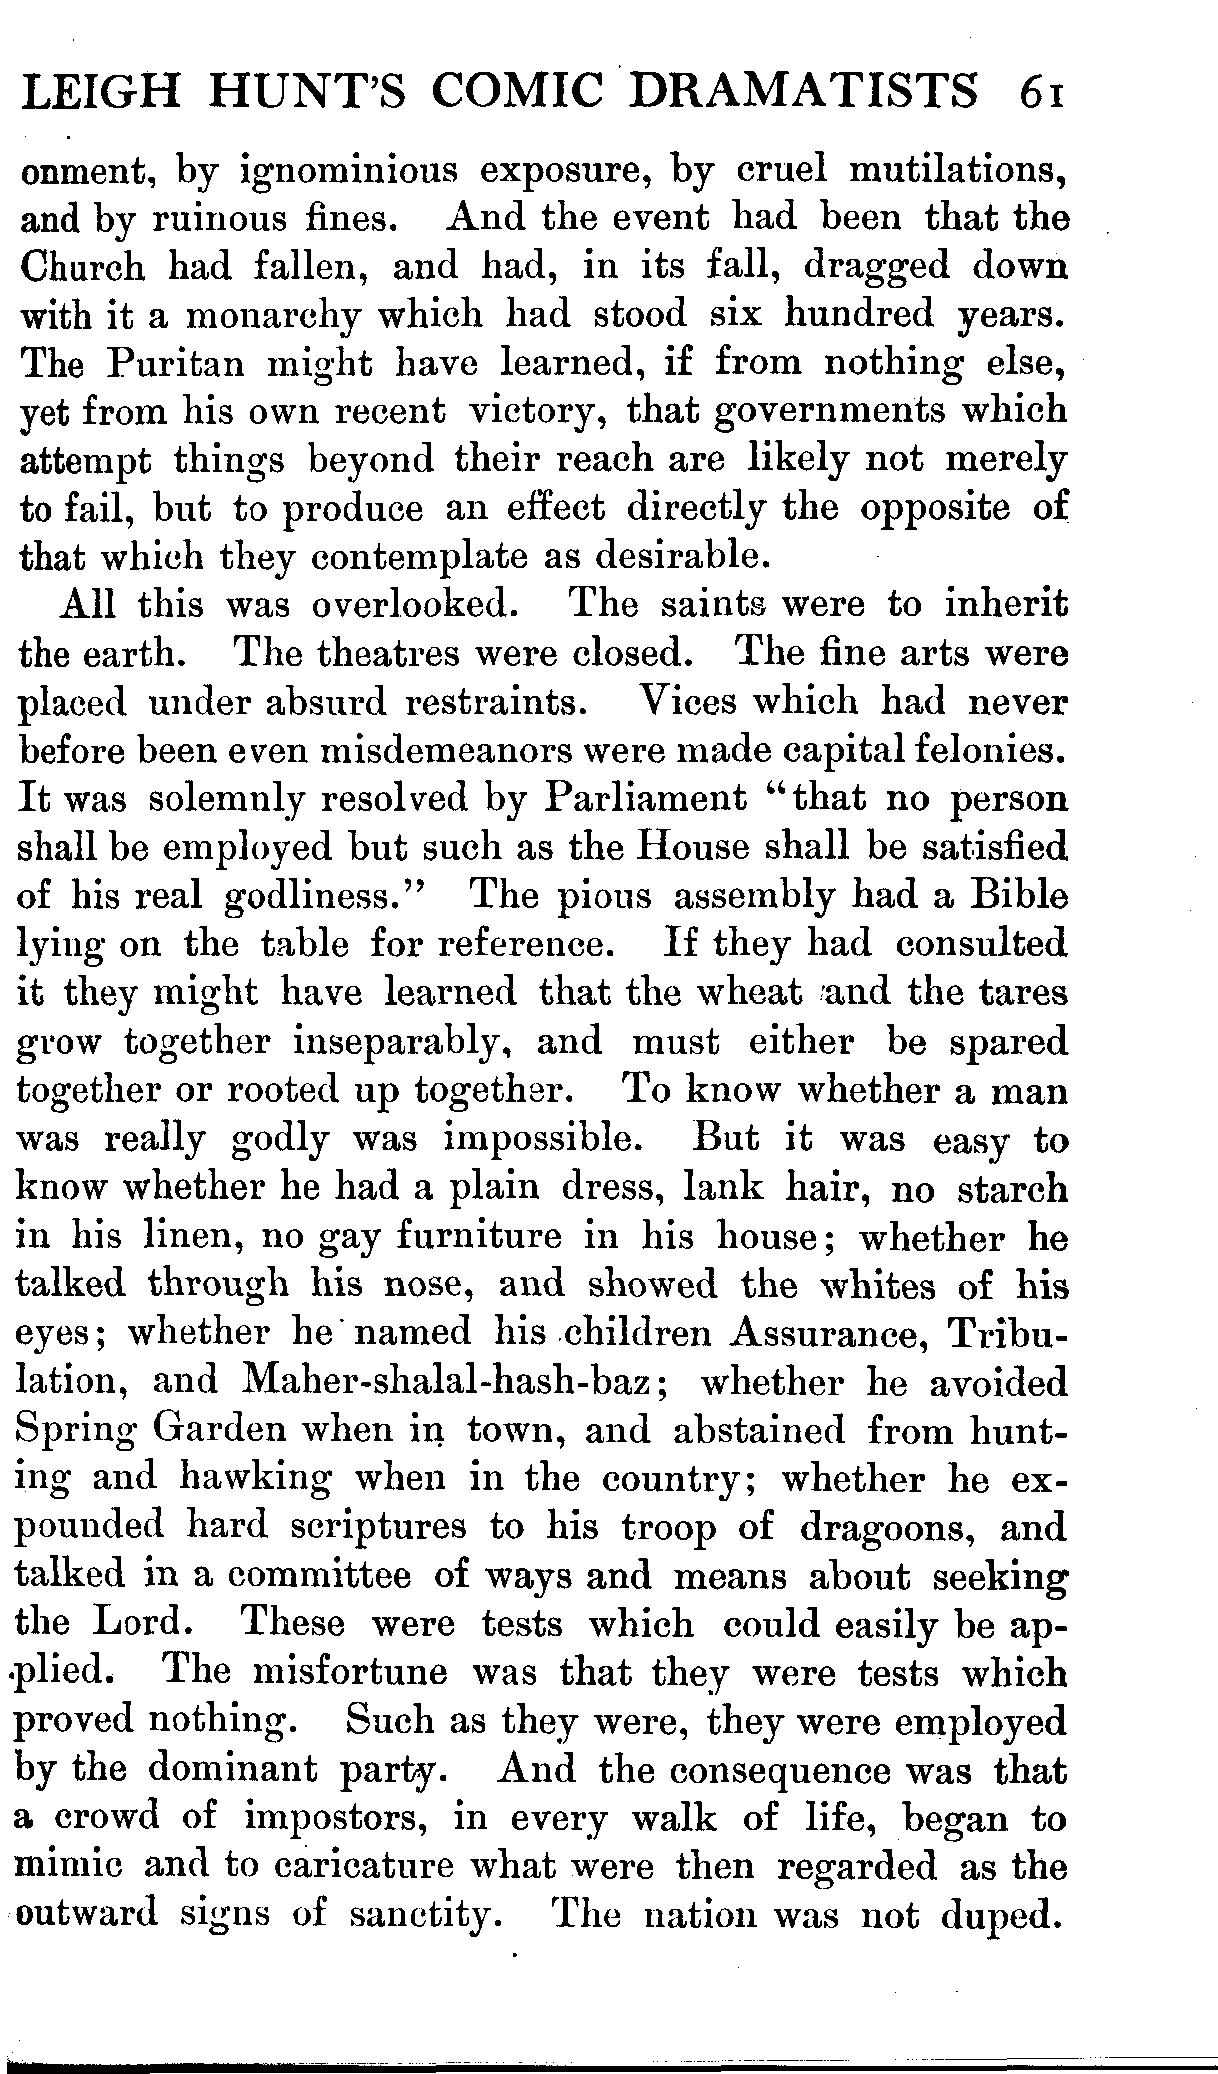 LEIGH HUNT'S COMIC DRAMATISTS 61
onment, by ignominious exposure, by cruel mutilations,
and by ruinous fines. And the event had been that the
Church had fallen, and had, in its fall, dragged down
with it a monarchy which had stood six hundred years.
The Puritan might have learned, if from nothing else,
yet from his own recent victory, that governments which
attempt things beyond their reach are likely not merely
to fail, but to produce an effect directly the opposite of
that which they contemplate as desirable.
All this was overlooked. The saints were to inherit
the earth. The theatres were closed. The fine arts were
placed under absurd restraints. Vices which had never
before been even misdemeanors were made capital felonies.
It was solemnly resolved by Parliament "that no person
shall be employed but such as the House shall be satisfied
of his real godliness." The pious assembly had a Bible
lying on the table for reference. If they had consulted
it they might have learned that the wheat and the tares
grow together inseparably, and must either be spared
together or rooted up together. To know whether a man
was really godly was impossible. But it was easy to
know whether he had a plain dress, lank hair, no starch
in his linen, no gay furniture in his house; whether he
talked through his nose, and showed the whites of his
eyes; whether he named his children Assurance, Tribu-
lation, and Maher-shalal-hash-baz; whether he avoided
Spring Garden when in town, and abstained from hunt-
ing and hawking when in the country; whether he ex-
pounded hard scriptures to his troop of dragoons, and
talked in a committee of ways and means about seeking
the Lord. These were tests which could easily be ap-
plied. The misfortune was that they were tests which
proved nothing. Such as they were, they were employed
by the dominant party. And the consequence was that
a crowd of impostors, in every walk of life, began to
mimic and to caricature what were then regarded as the
outward signs of sanctity. The nation was not duped.